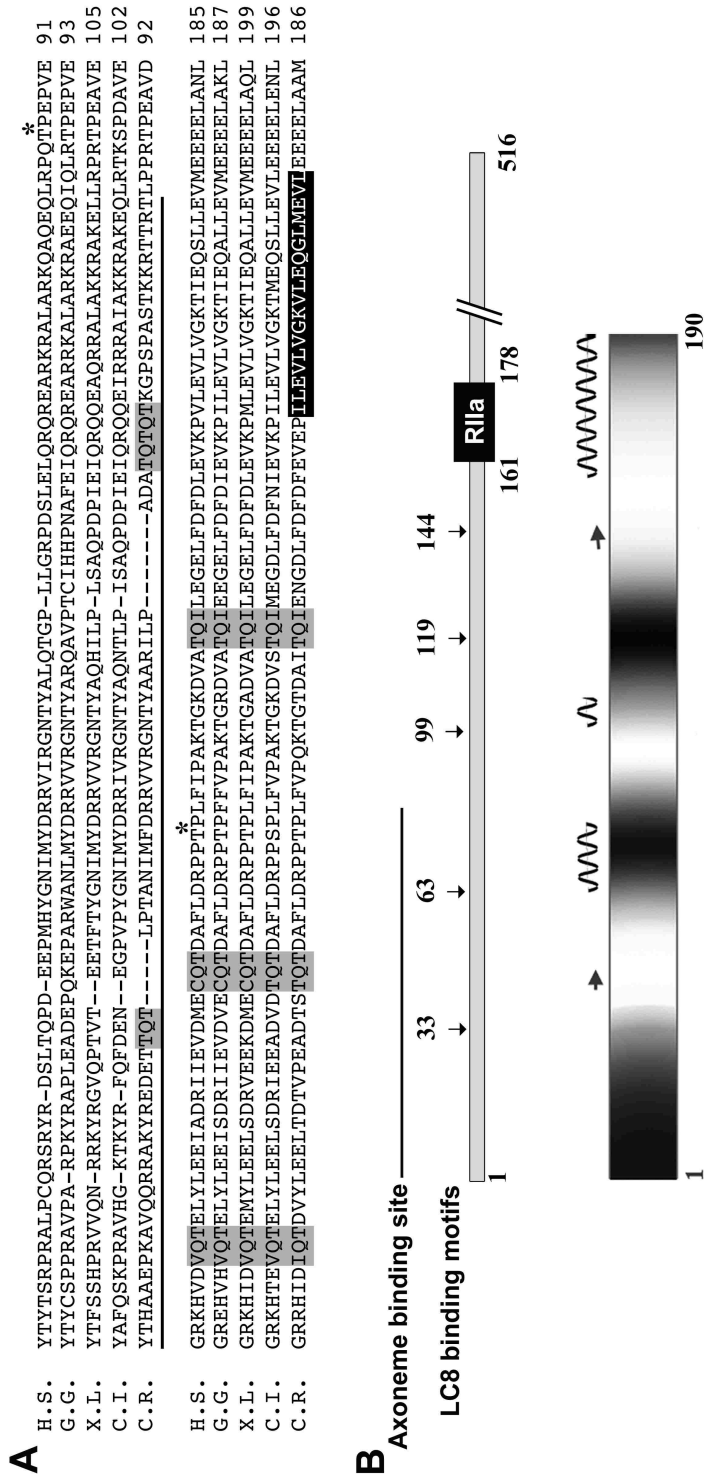 A
*
H.S. YTYTSRPRALPCQRSRYR-DSLTQPD-EEPMHYGNIMYDRRVIRGNTYALQTGP-LLGRPDSLELQRQREARKRALARKQAQEQLRPQTPEPVE 91
G.G. YTYCSPPRAVPA-RPKYRAPLEADEPQKEPARWANLMYDRRVVRGNTYARQAVPTCIHHPNAFEIQRQREARRKALARKRAEEQIQLRTPEPVE 93
X.L. YTFSSHPRVVQN-RRKYRGVQPTVT--EETFTYGNIMYDRRVVRGNTYAQHILP-LSAQPDPIEIQRQQEAQRRALAKKRAKELLRPRTPEAVE 105
C.I. YAFQSKPRAVHG-KTKYR-FQFDEN--EGPVPYGNIMYDRRIVRGNTYAQNTLP-ISAQPDPIEIQRQQEIRRRAIAKKRAKEQLRTKSPDAVE 102
C.R. YTHAAEPKAVQQRRAKYREDETTQT-----LPTANIMFDRRVVRGNTYAARILP-------ADATQTQTKGPSPASTKKRTTRTLPPRTPEAVD 92
*
H.S. GRKHVDVQTELYLEEIADRIIEVDMECQTDAFLDRPPTPLFIPAKTGKDVATQILEGELFDFDLEVKPVLEVLVGKTIEQSLLEVMEEEELANL 185
G.G. GREHVHVQTELYLEEISDRIIEVDVECQTDAFLDRPPTPFFVPAKTGRDVATQIEEGELFDFDIEVKPILEVLVGKTIEQALLEVMEEEELAKL 187
X.L. GRKHIDVQTEMYLEELSDRVEEKDMECQTDAFLDRPPTPLFIPAKTGADVATQILEGELFDFDLEVKPMLEVLVGKTIEQALLEVMEEEELAQL 199
C.I. GRKHTEVQTELYLEELSDRIEEADVDTQTDAFLDRPPSPLFVPAKTGKDVSTQIMEGDLFDFNIEVKPILEVLVGKTMEQSLLEVLEEEELENL 196
C.R. GRRHIDIQTDVYLEELTDTVPEADTSTQTDAFLDRPPTPLFVPQKTGTDAITQIENGDLFDFDFEVEPILEVLVGKVLEQGLMEVLEEEELAAM 186
B
Axoneme binding site
LC8 binding motifs
33 63 99 119 144
RIIa
1 161 178 516
1 190